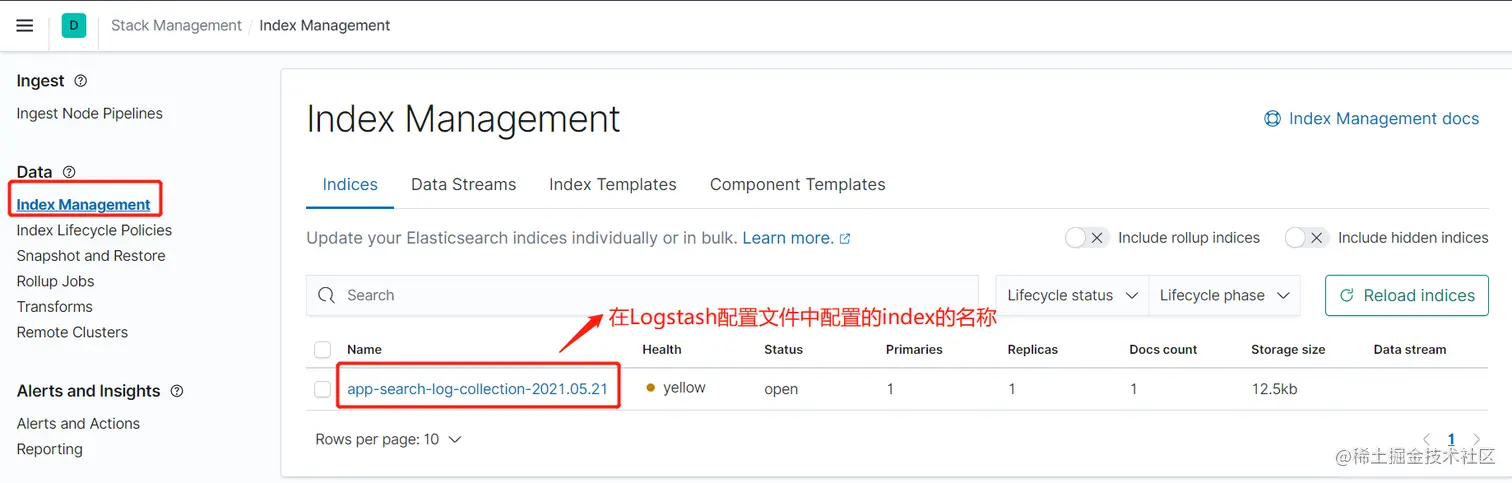 D Stack Management / Index Management
Ingest
Ingest Node Pipelines
Data
Index Management
Index Lifecycle Policies
Snapshot and Restore
Rollup Jobs
Transforms
Remote Clusters
Alerts and Insights
Alerts and Actions
Reporting
Index Management
Index Management docs
Indices Data Streams Index Templates Component Templates
Update your Elasticsearch indices individually or in bulk. Learn more. Include rollup indices Include hidden indices
Search Lifecycle status Lifecycle phase Reload indices
在Logstash配置文件中配置的index的名称
Name Health Status Primaries Replicas Docs count Storage size Data stream
app-search-log-collection-2021.05.21 yellow open 1 1 1 12.5kb
Rows per page: 10 < 1 >
@稀土掘金技术社区